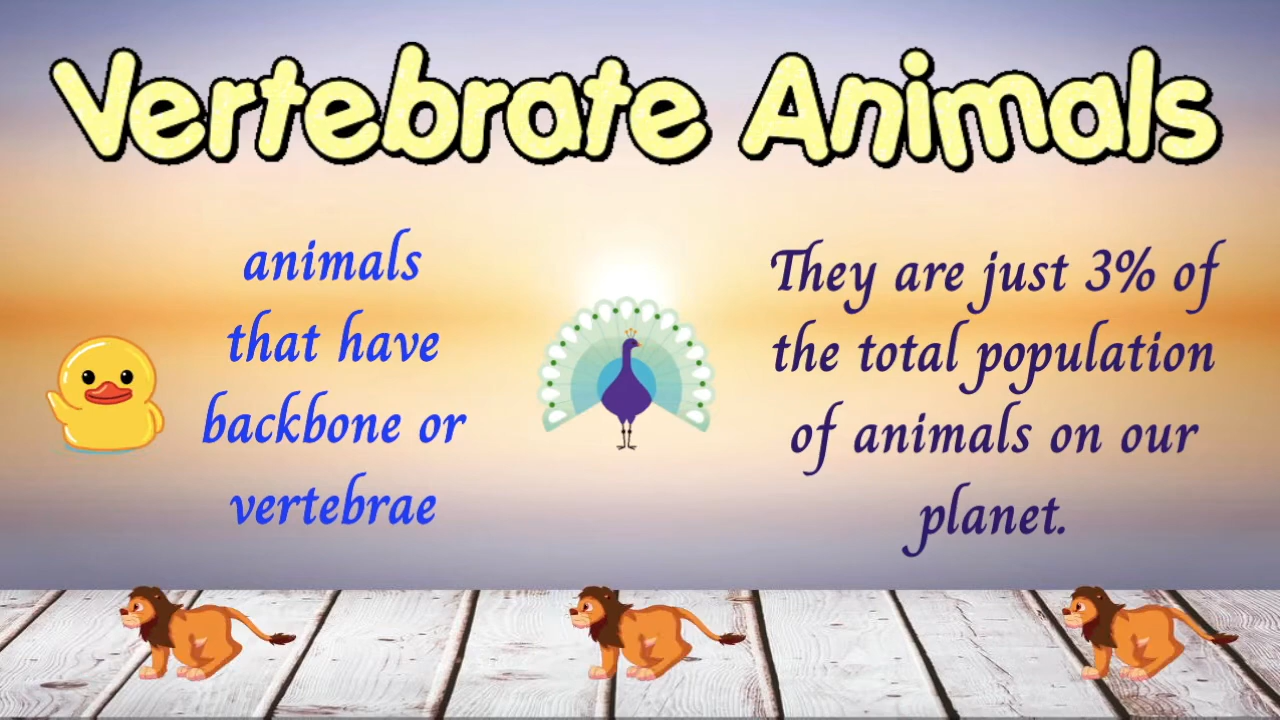 Vertebrate Animals
animals
that have
backbone or
vertebrae
They are just 3% of
the total population
of animals on our
planet.